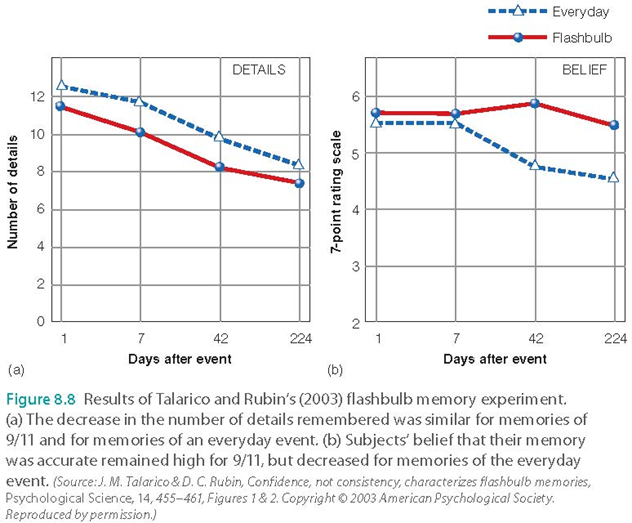 Everyday
Flashbulb
DETAILS
12
10
8
6
4
2
0
Number of details
1 7 42 224
Days after event
(a)
BELIEF
6
5
4
3
2
7-point rating scale
1 7 42 224
Days after event
(b)
Figure 8.8 Results of Talarico and Rubin's (2003) flashbulb memory experiment.
(a) The decrease in the number of details remembered was similar for memories of
9/11 and for memories of an everyday event. (b) Subjects' belief that their memory
was accurate remained high for 9/11, but decreased for memories of the everyday
event. (Source: J. M. Talarico & D. C. Rubin, Confidence, not consistency, characterizes flashbulb memories,
Psychological Science, 14, 455–461, Figures 1 & 2. Copyright © 2003 American Psychological Society.
Reproduced by permission.)